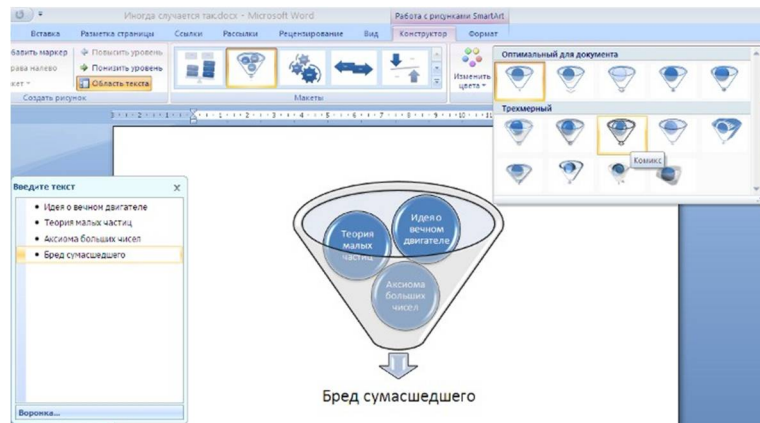 Иногда случается так.docx - Microsoft Word
Работа с рисунками SmartArt
Вставка Разметка страницы Ссылки Рассылки Рецензирование Вид Конструктор Формат
маркер Повысить уровень
налево Понизить уровень
Область текста
Создать рисунок
Макеты
Изменить
цвета
Оптимальный для документа
Трехмерный
Комикс
Введите текст x
Идея о вечном двигателе
Теория малых частиц
Аксиома больших чисел
Бред сумасшедшего
Воронка...
Идея о
вечном
двигателе
Теория
малых
частиц
Аксиома
больших
чисел
Бред сумасшедшего